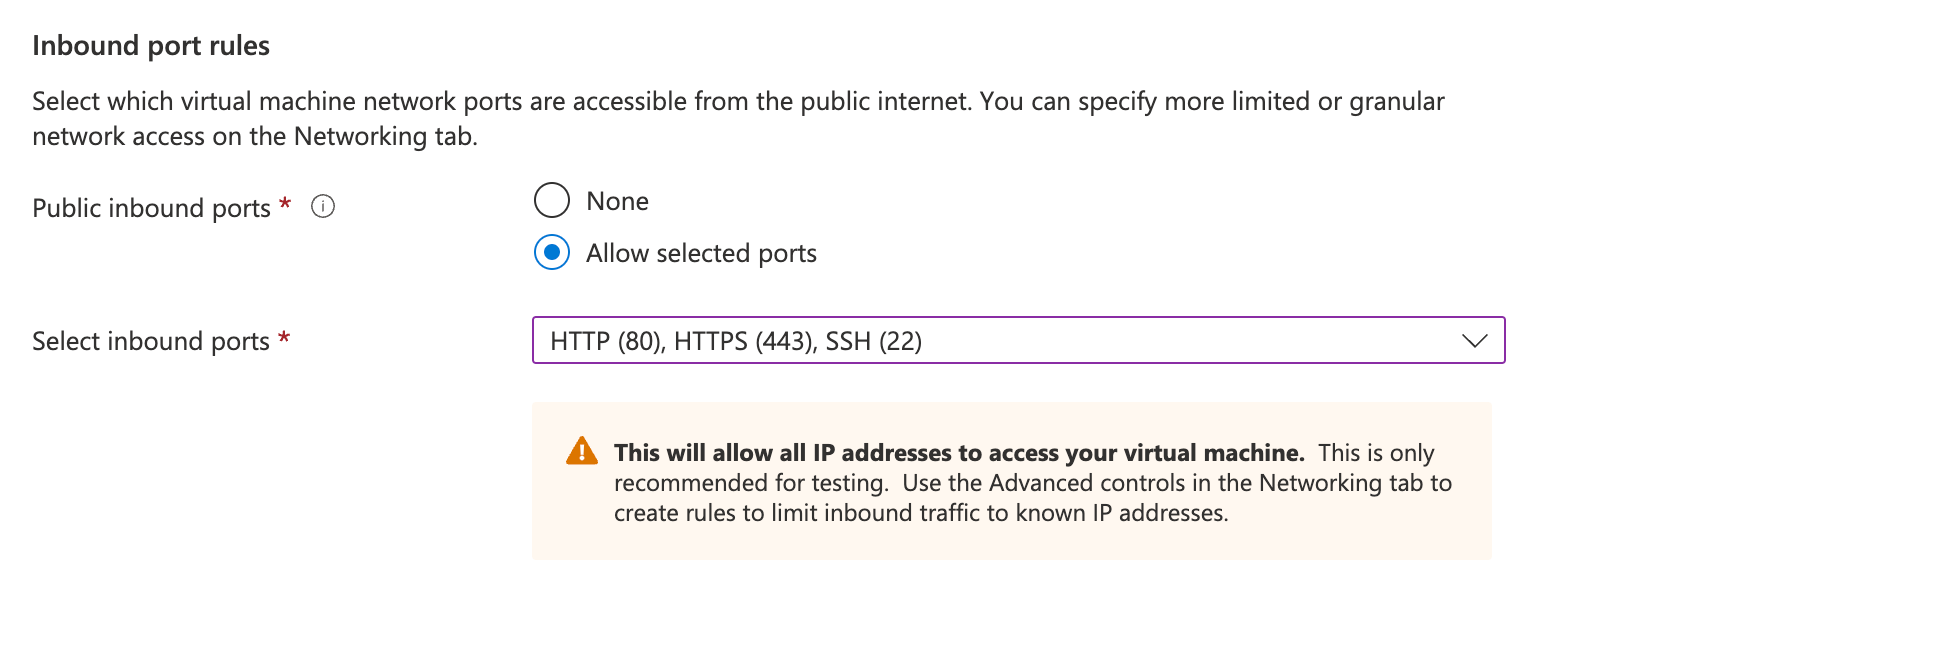 Inbound port rules
Select which virtual machine network ports are accessible from the public internet. You can specify more limited or granular
network access on the Networking tab.
Public inbound ports *
None
Allow selected ports
Select inbound ports *
HTTP (80), HTTPS (443), SSH (22)
This will allow all IP addresses to access your virtual machine.  This is only
recommended for testing.  Use the Advanced controls in the Networking tab to
create rules to limit inbound traffic to known IP addresses.